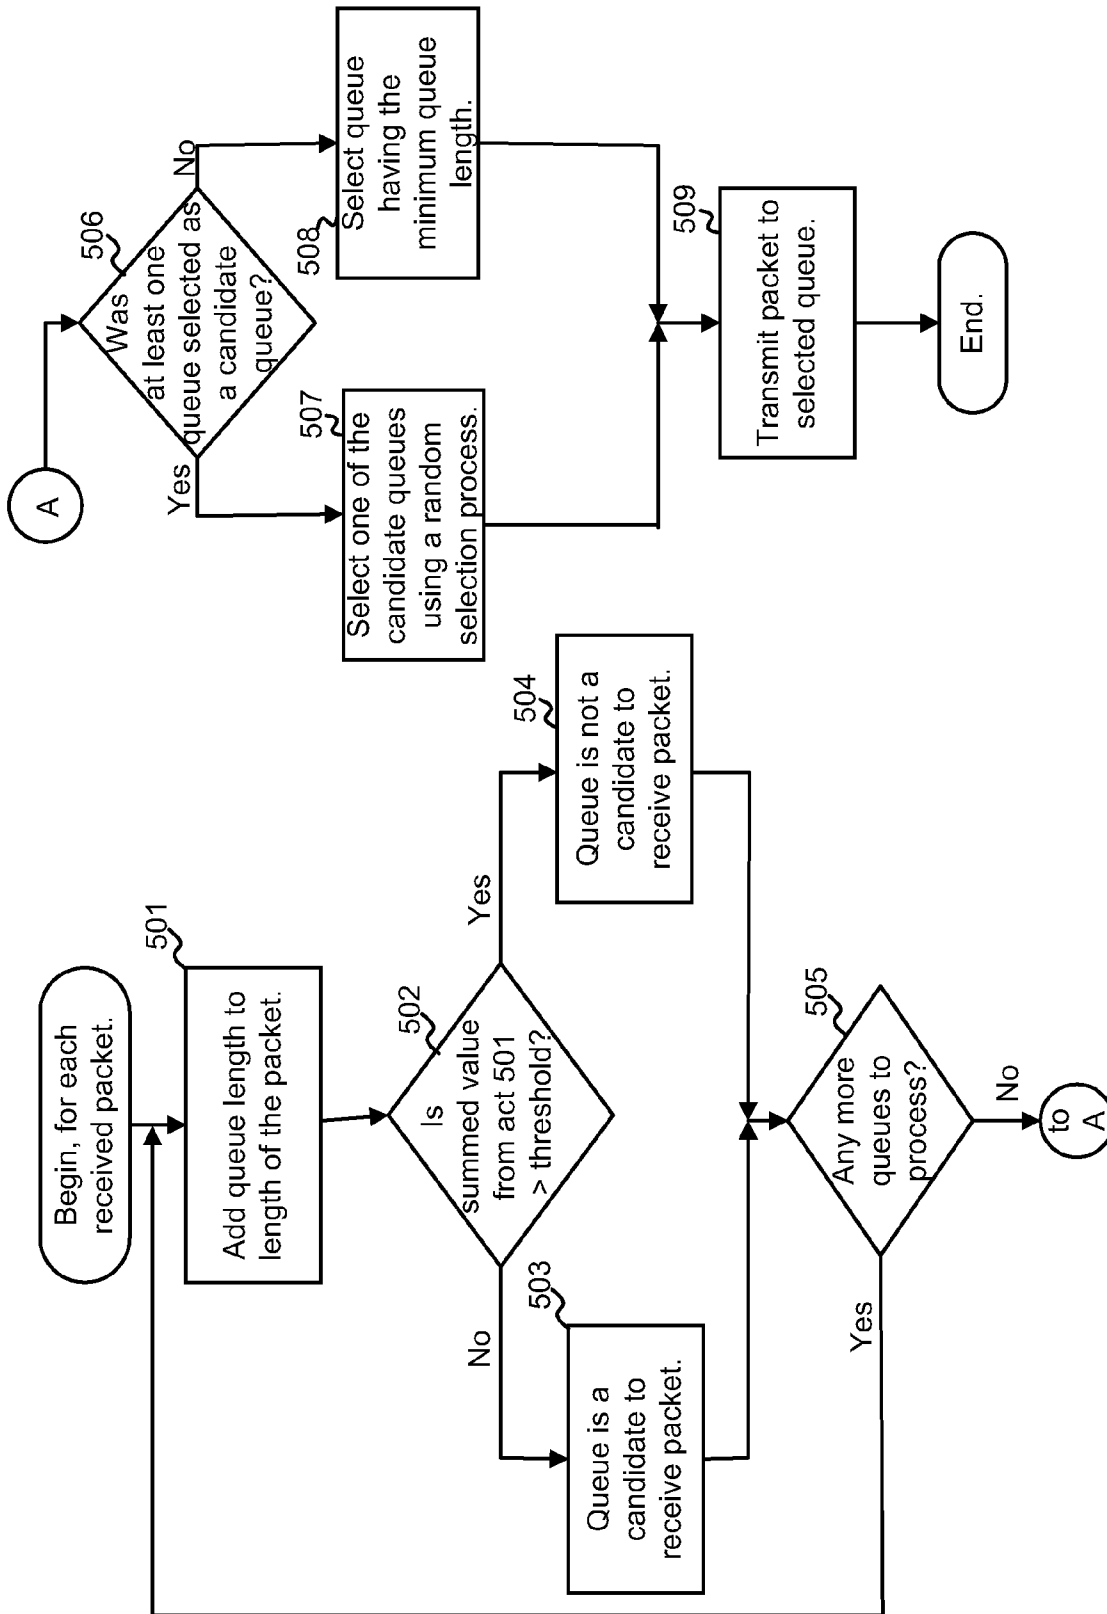 Begin, for each
received packet.
501
Add queue length to
length of the packet.
502
Is
summed value
from act 501
> threshold?
No
Yes
503
Queue is a
candidate to
receive packet.
504
Queue is not a
candidate to
receive packet.
505
Any more
queues to
process?
Yes
No
to
A
A
506
Was
at least one
queue selected as
a candidate
queue?
Yes
No
507
Select one of the
candidate queues
using a random
selection process.
508
Select queue
having the
minimum queue
length.
509
Transmit packet to
selected queue.
End.